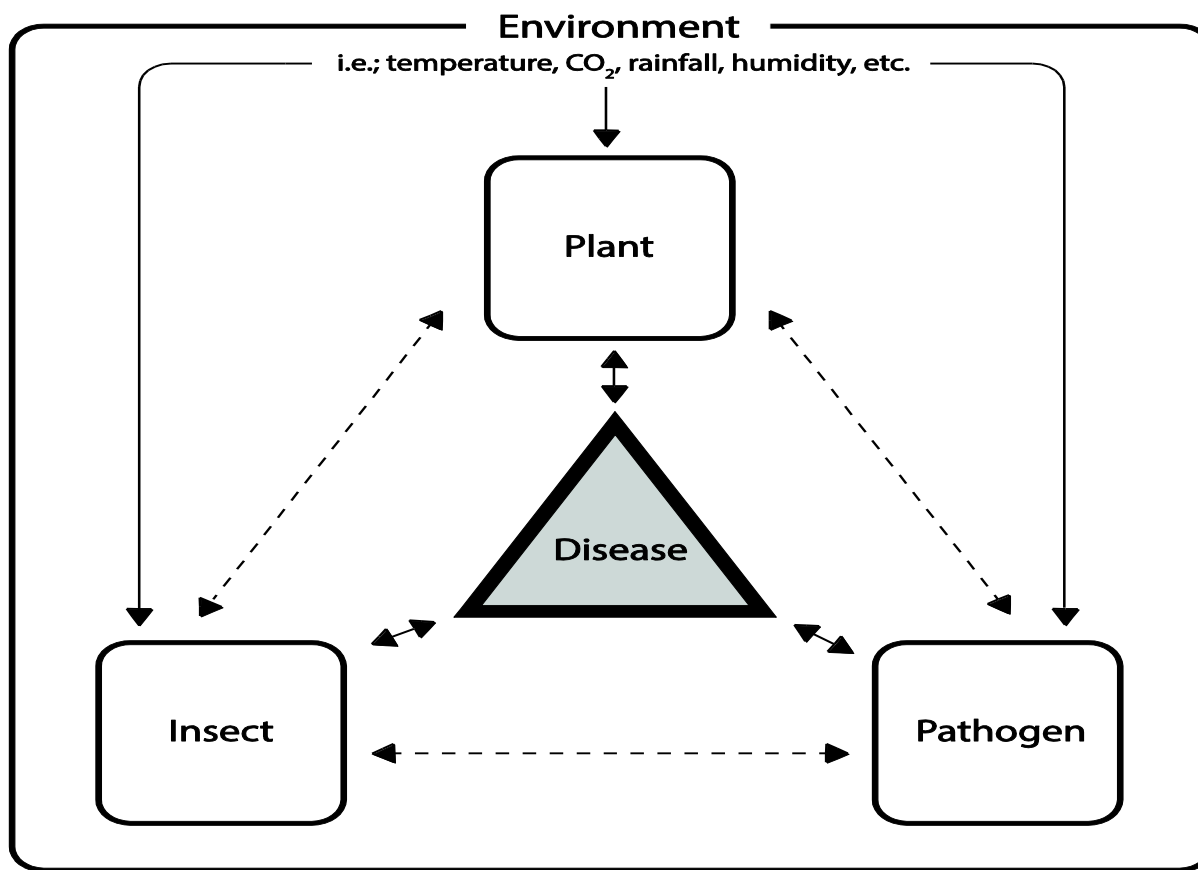 Environment
i.e.; temperature, CO₂, rainfall, humidity, etc.
Plant
Disease
Insect
Pathogen